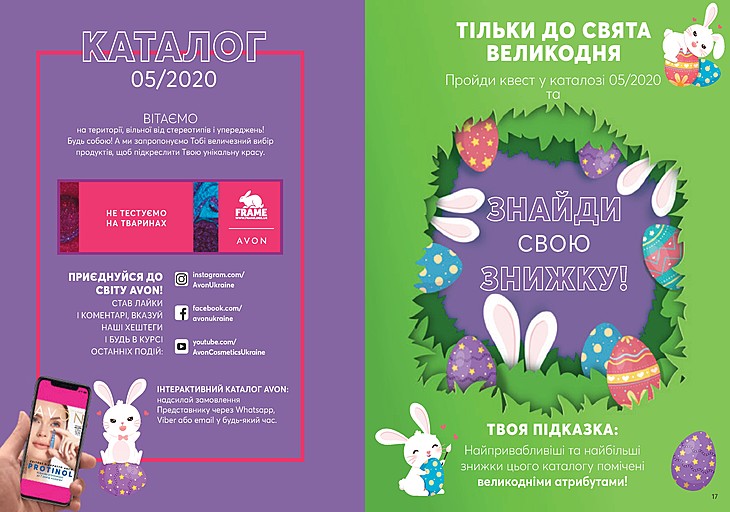 КАТАЛОГ
05/2020
ВІТАЄМО
на території, вільної від стереотипів і упереджень!
Будь собою! А ми запропонуємо Тобі величезний вибір
продуктів, щоб підкреслити Твою унікальну красу.
НЕ ТЕСТУЄМО
НА ТВАРИНАХ
FRAME
AVON
ПРИЄДНУЙСЯ ДО
СВІТУ AVON!
СТАВ ЛАЙКИ
І КОМЕНТАРІ, ВКАЗУЙ
НАШІ ХЕШТЕГИ
І БУДЬ В КУРСІ
ОСТАННІХ ПОДІЙ:
instagram.com/
AvonUkraine
facebook.com/
avonukraine
youtube.com/
AvonCosmeticsUkraine
ІНТЕРАКТИВНИЙ КАТАЛОГ AVON:
надсилай замовлення
Представнику через Whatsapp,
Viber або email у будь-який час.
AVON
PROTINOL
ТІЛЬКИ ДО СВЯТА
ВЕЛИКОДНЯ
Пройди квест у каталозі 05/2020
та
ЗНАЙДИ
СВОЮ
ЗНИЖКУ!
ТВОЯ ПІДКАЗКА:
Найпривабливіші та найбільші
знижки цього каталогу помічені
великодніми атрибутами!
17